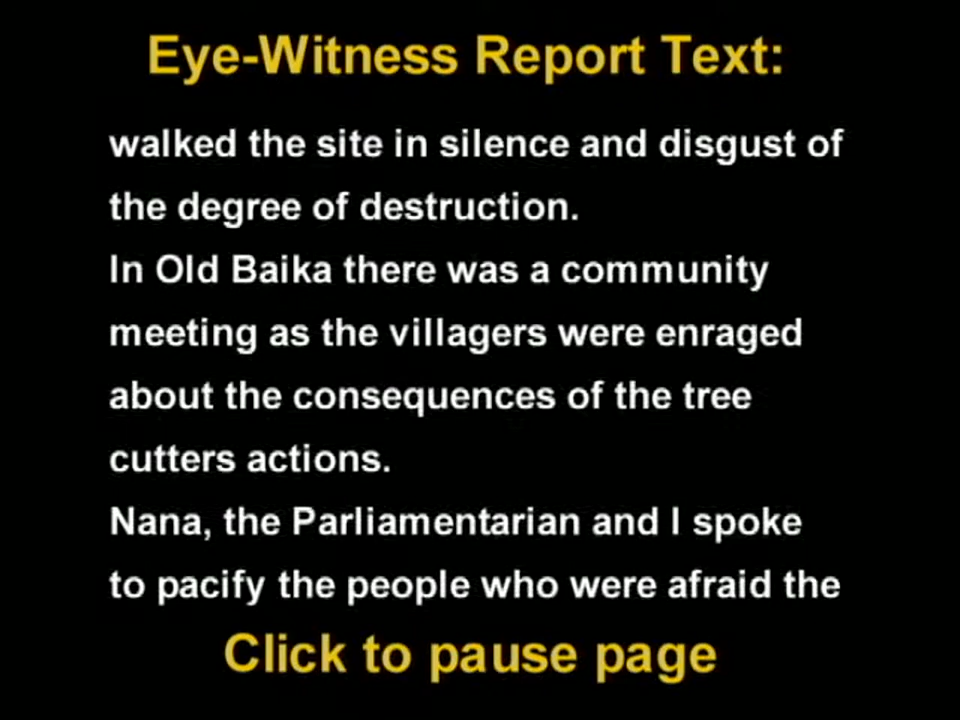 Eye-Witness Report Text:
walked the site in silence and disgust of
the degree of destruction.
In Old Baika there was a community
meeting as the villagers were enraged
about the consequences of the tree
cutters actions.
Nana, the Parliamentarian and I spoke
to pacify the people who were afraid the
Click to pause page